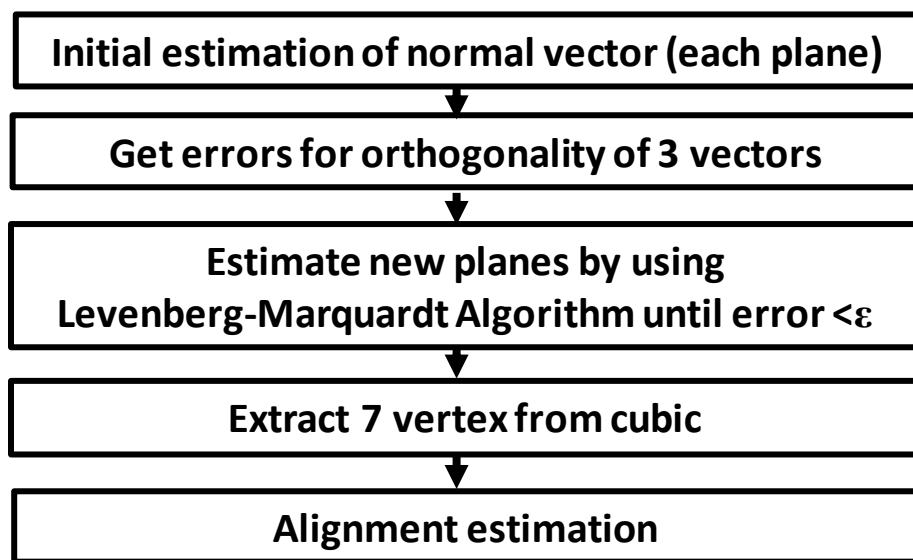 Initial estimation of normal vector (each plane)
Get errors for orthogonality of 3 vectors
Estimate new planes by using
Levenberg-Marquardt Algorithm until error <ε
Extract 7 vertex from cubic
Alignment estimation